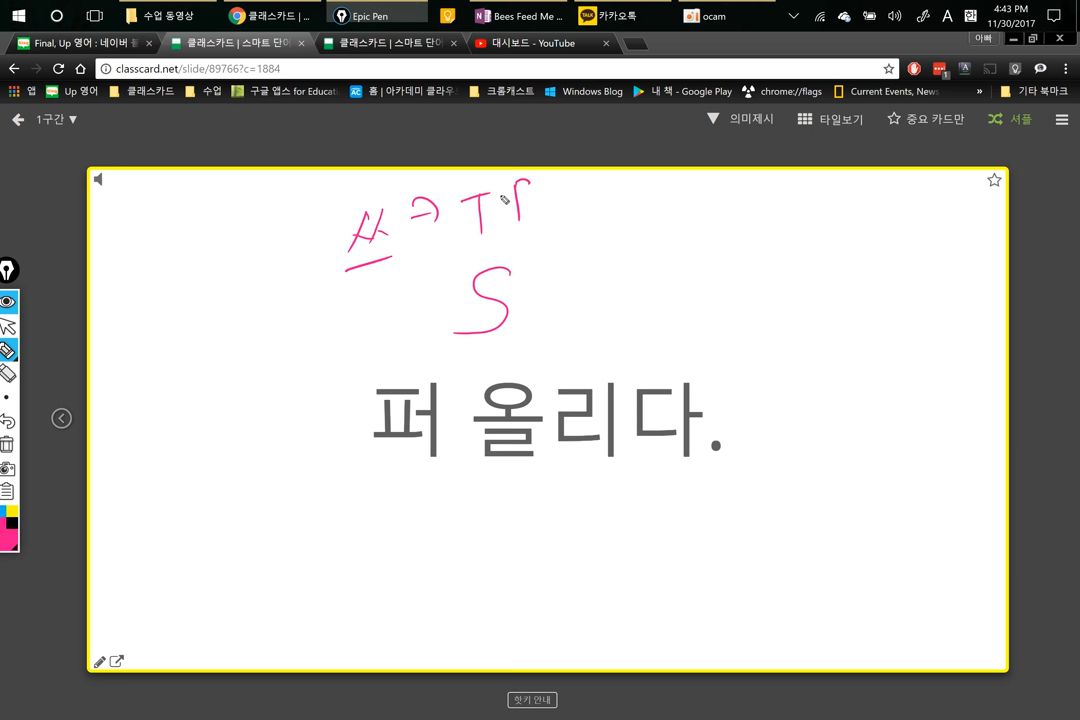 수업 동영상
클래스카드 | ...
Epic Pen
Bees Feed Me ...
카카오톡
ocam
A
한
4:43 PM
11/30/2017
Final, Up 영어 : 네이버 블
클래스카드 | 스마트 단어
클래스카드 | 스마트 단어
대시보드 - YouTube
아빠
classcard.net/slide/89766?c=1884
앱
Up 영어
클래스카드
수업
구글 앱스 for Educati
홈 | 아카데미 클라우
크롬캐스트
Windows Blog
내 책 - Google Play
chrome://flags
Current Events, News
»
기타 북마크
1구간 ▼
의미제시
타일보기
중요 카드만
셔플
S
퍼 올리다.
핫키 안내